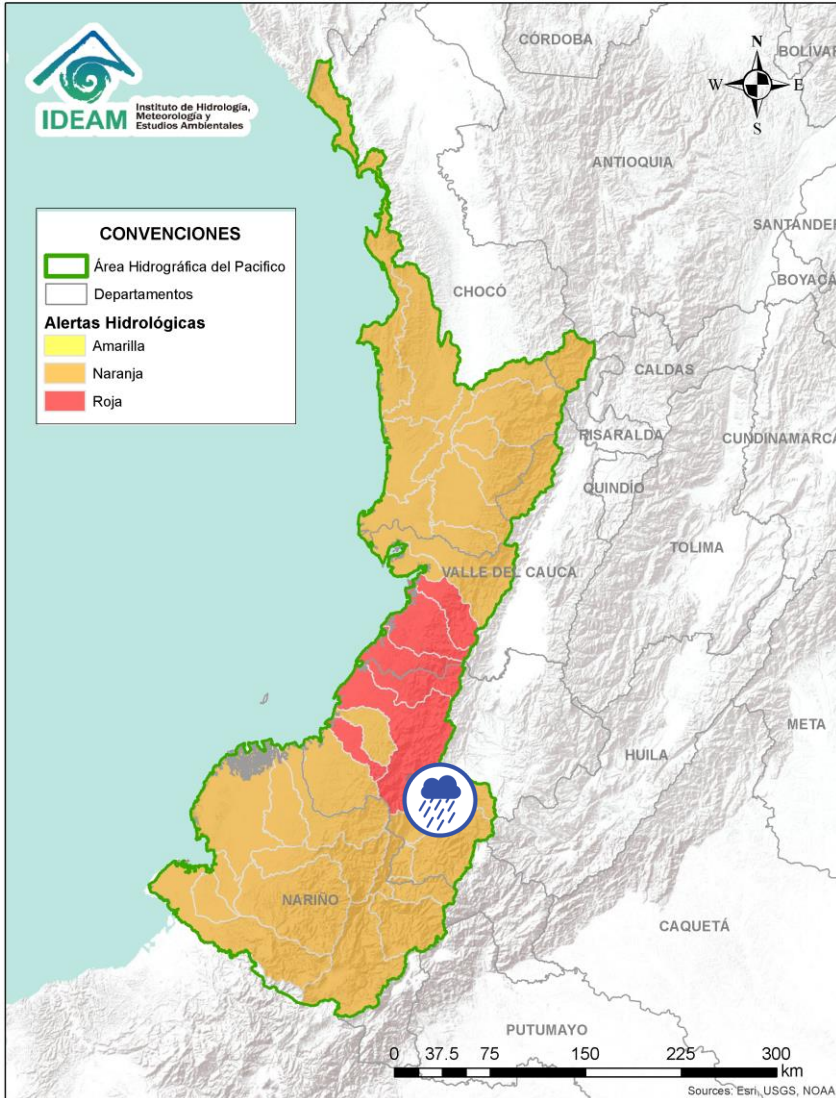 IDEAM
Instituto de Hidrología,
Meteorología y
Estudios Ambientales
CÓRDOBA
BOLÍVAR
N
W E
S
ANTIOQUIA
SANTANDER
BOYACÁ
CONVENCIONES
Área Hidrográfica del Pacifico
Departamentos
Alertas Hidrológicas
Amarilla
Naranja
Roja
CHOCÓ
CALDAS
RISARALDA
CUNDINAMARCA
QUINDÍO
TOLIMA
VALLE DEL CAUCA
META
HUILA
NARIÑO
CAQUETÁ
PUTUMAYO
0 37.5 75 150 225 300
km
Sources: Esri, USGS, NOAA